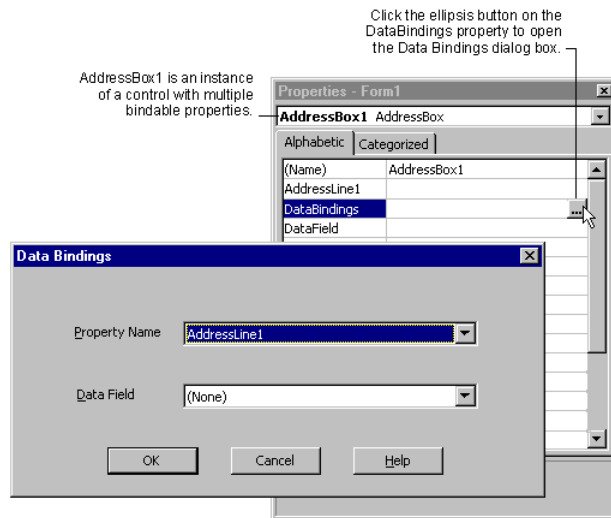 Click the ellipsis button on the
DataBindings property to open
the Data Bindings dialog box.
AddressBox1 is an instance
of a control with multiple
bindable properties.
Properties - Form1
AddressBox1 AddressBox
Alphabetic Categorized
(Name) AddressBox1
AddressLine1
DataBindings ...
DataField
Data Bindings
Property Name AddressLine1
Data Field (None)
OK Cancel Help